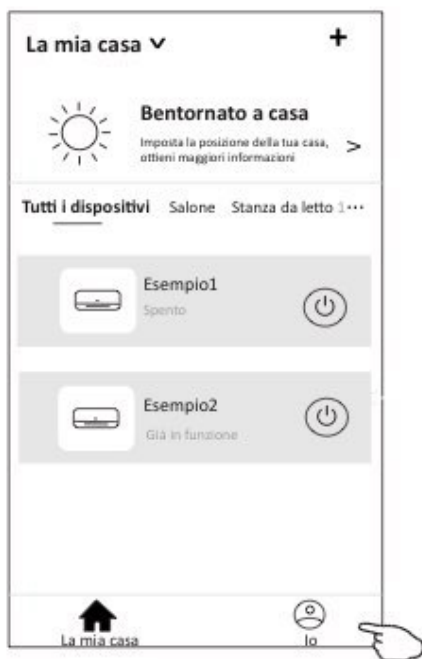 La mia casa
+
Bentornato a casa
Imposta la posizione della tua casa, >
ottieni maggiori informazioni
Tutti i dispositivi Salone Stanza da letto 1...
Esempio1
Spento
Esempio2
Già in funzione
La mia casa Io